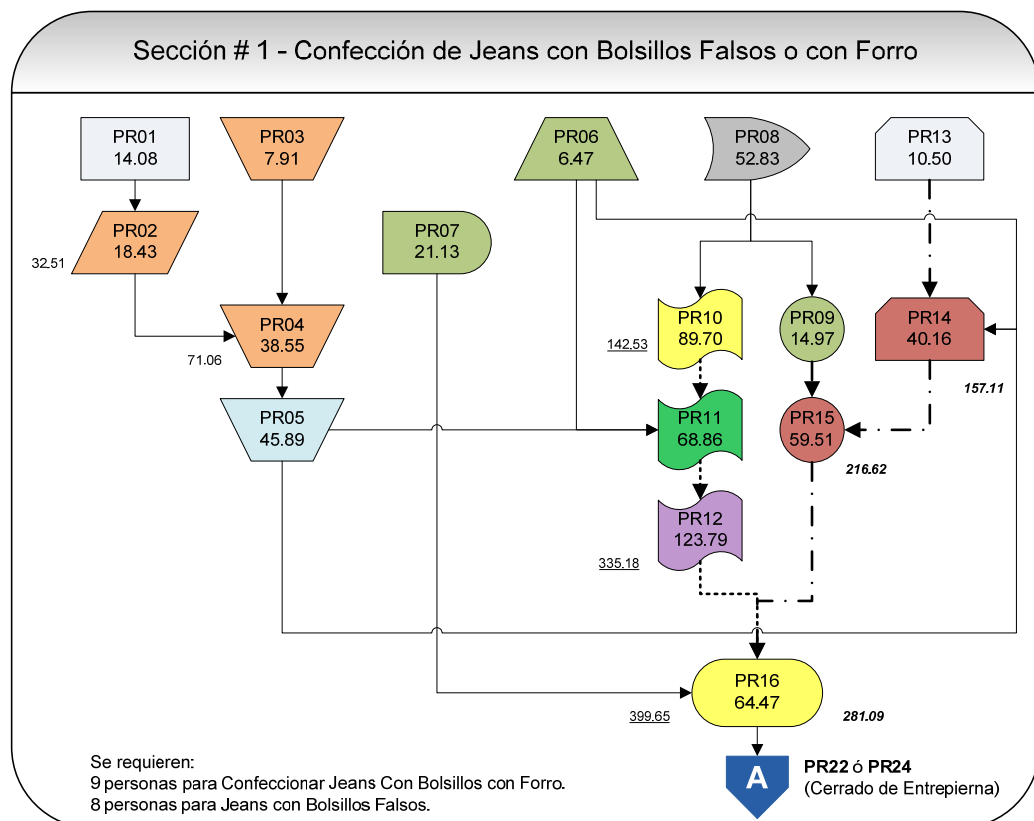 Sección # 1 - Confección de Jeans con Bolsillos Falsos o con Forro
PR01
14.08
PR03
7.91
PR06
6.47
PR08
52.83
PR13
10.50
PR02
18.43
32.51
PR07
21.13
PR04
38.55
71.06
PR10
89.70
142.53
PR09
14.97
PR14
40.16
157.11
PR05
45.89
PR11
68.86
PR15
59.51
216.62
PR12
123.79
335.18
PR16
64.47
399.65
281.09
A
PR22 ó PR24
(Cerrado de Entrepierna)
Se requieren:
9 personas para Confeccionar Jeans Con Bolsillos con Forro.
8 personas para Jeans con Bolsillos Falsos.